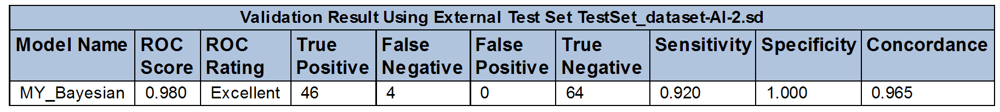 Validation Result Using External Test Set TestSet_dataset-AI-2.sd
Model Name ROC Score ROC Rating True Positive False Negative False Positive True Negative Sensitivity Specificity Concordance
MY_Bayesian 0.980 Excellent 46 4 0 64 0.920 1.000 0.965